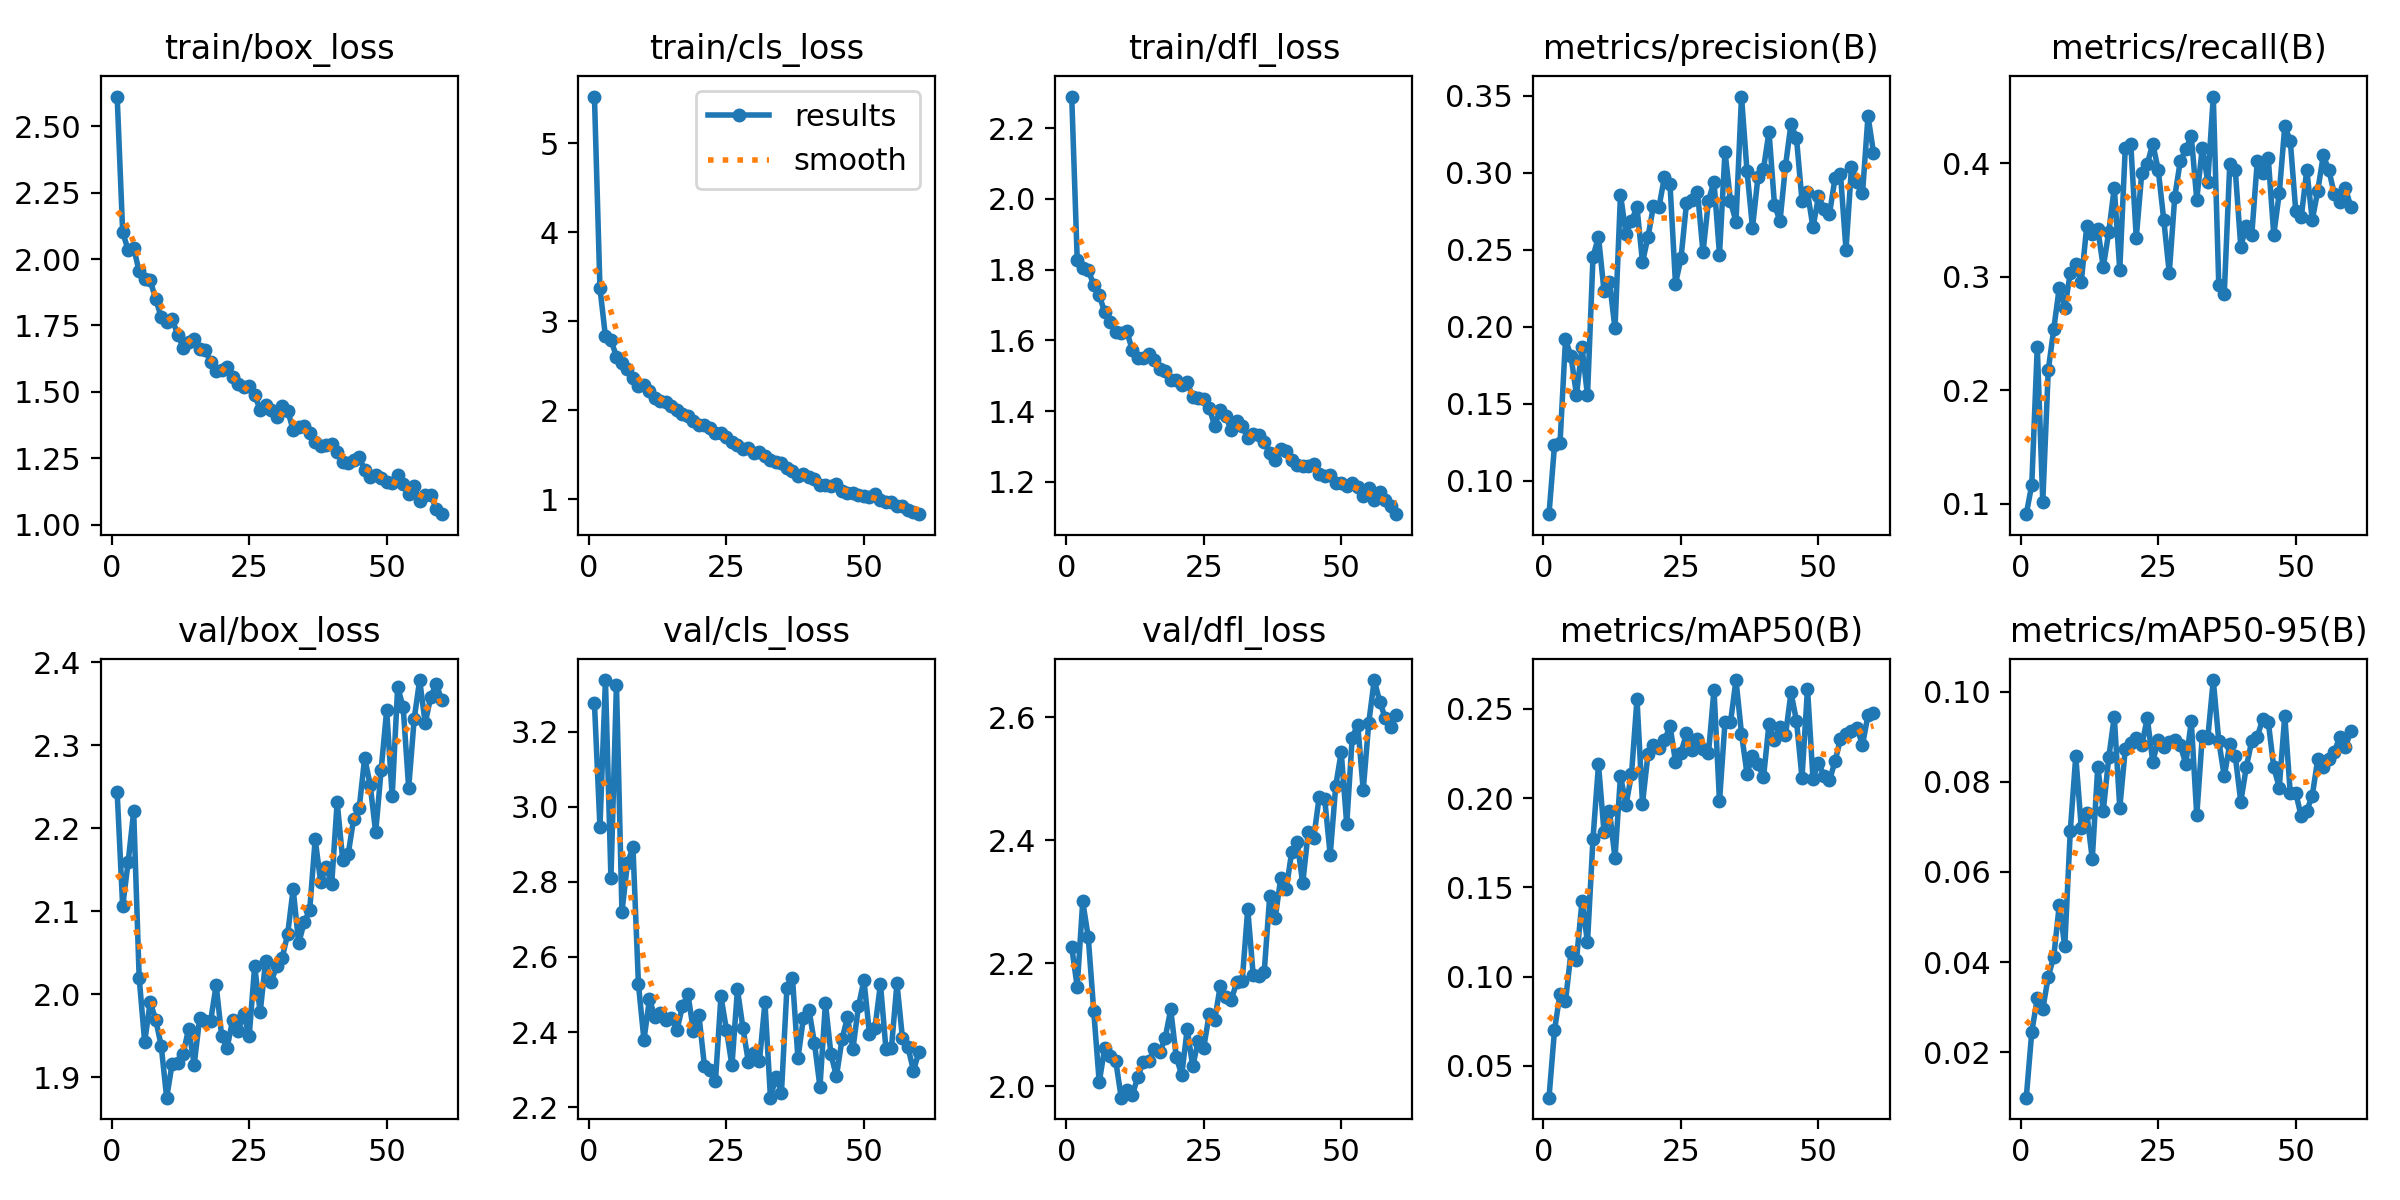 train/box_loss
2.50
2.25
2.00
1.75
1.50
1.25
1.00
0 25 50
train/cls_loss
results
smooth
5
4
3
2
1
0 25 50
train/dfl_loss
2.2
2.0
1.8
1.6
1.4
1.2
0 25 50
metrics/precision(B)
0.35
0.30
0.25
0.20
0.15
0.10
0 25 50
metrics/recall(B)
0.4
0.3
0.2
0.1
0 25 50
val/box_loss
2.4
2.3
2.2
2.1
2.0
1.9
0 25 50
val/cls_loss
3.2
3.0
2.8
2.6
2.4
2.2
0 25 50
val/dfl_loss
2.6
2.4
2.2
2.0
0 25 50
metrics/mAP50(B)
0.25
0.20
0.15
0.10
0.05
0 25 50
metrics/mAP50-95(B)
0.10
0.08
0.06
0.04
0.02
0 25 50